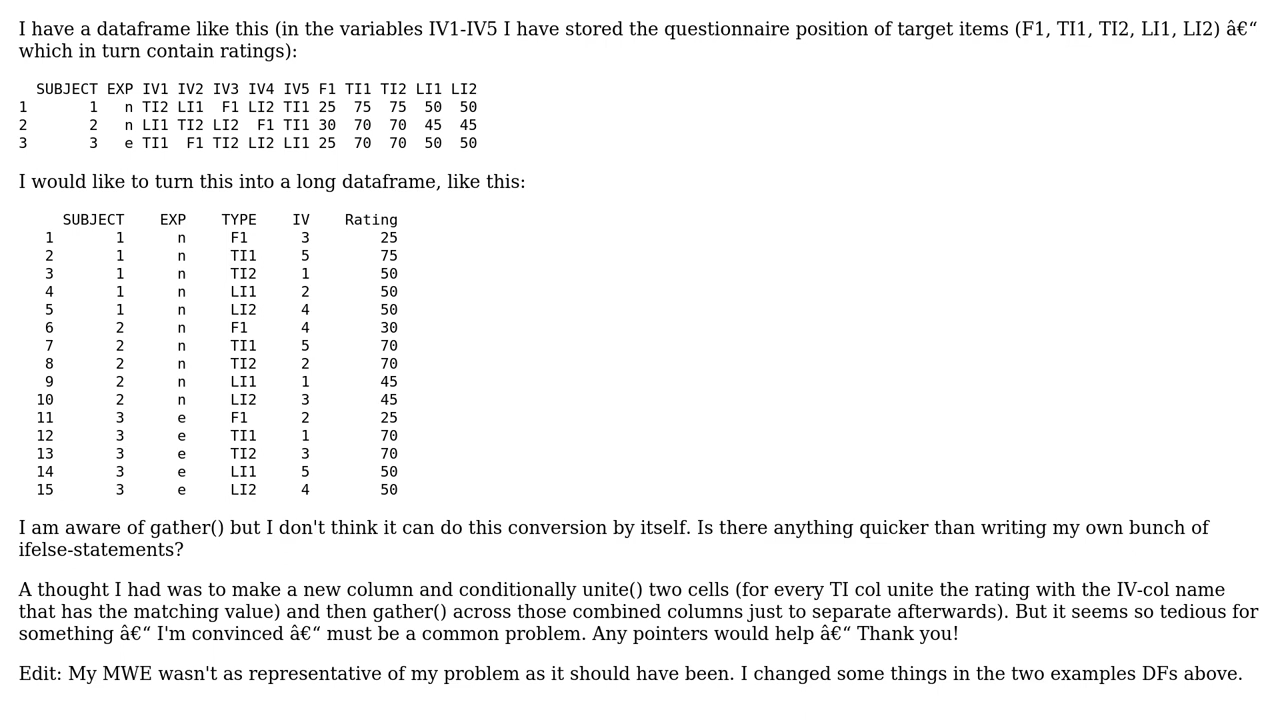 I have a dataframe like this (in the variables IV1-IV5 I have stored the questionnaire position of target items (F1, TI1, TI2, LI1, LI2) â€“
which in turn contain ratings):
  SUBJECT EXP IV1 IV2 IV3 IV4 IV5 F1 TI1 TI2 LI1 LI2
1       1   n TI2 LI1  F1 LI2 TI1 25  75  75  50  50
2       2   n LI1 TI2 LI2  F1 TI1 30  70  70  45  45
3       3   e TI1  F1 TI2 LI2 LI1 25  70  70  50  50
I would like to turn this into a long dataframe, like this:
     SUBJECT    EXP    TYPE    IV    Rating
   1       1      n     F1      3        25
   2       1      n     TI1     5        75
   3       1      n     TI2     1        50
   4       1      n     LI1     2        50
   5       1      n     LI2     4        50
   6       2      n     F1      4        30
   7       2      n     TI1     5        70
   8       2      n     TI2     2        70
   9       2      n     LI1     1        45
  10       2      n     LI2     3        45
  11       3      e     F1      2        25
  12       3      e     TI1     1        70
  13       3      e     TI2     3        70
  14       3      e     LI1     5        50
  15       3      e     LI2     4        50
I am aware of gather() but I don't think it can do this conversion by itself. Is there anything quicker than writing my own bunch of
ifelse-statements?
A thought I had was to make a new column and conditionally unite() two cells (for every TI col unite the rating with the IV-col name
that has the matching value) and then gather() across those combined columns just to separate afterwards). But it seems so tedious for
something â€“ I'm convinced â€“ must be a common problem. Any pointers would help â€“ Thank you!
Edit: My MWE wasn't as representative of my problem as it should have been. I changed some things in the two examples DFs above.